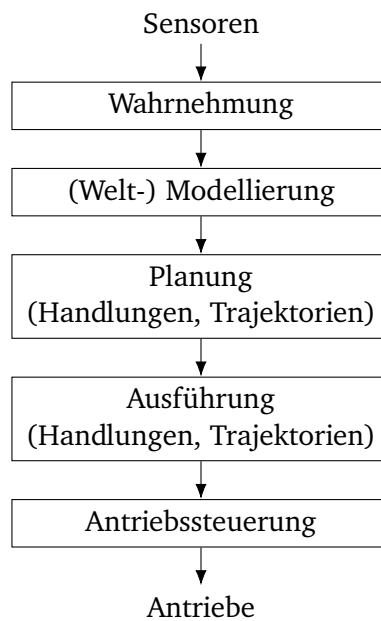 Sensoren
Wahrnehmung
(Welt-) Modellierung
Planung
(Handlungen, Trajektorien)
Ausführung
(Handlungen, Trajektorien)
Antriebssteuerung
Antriebe